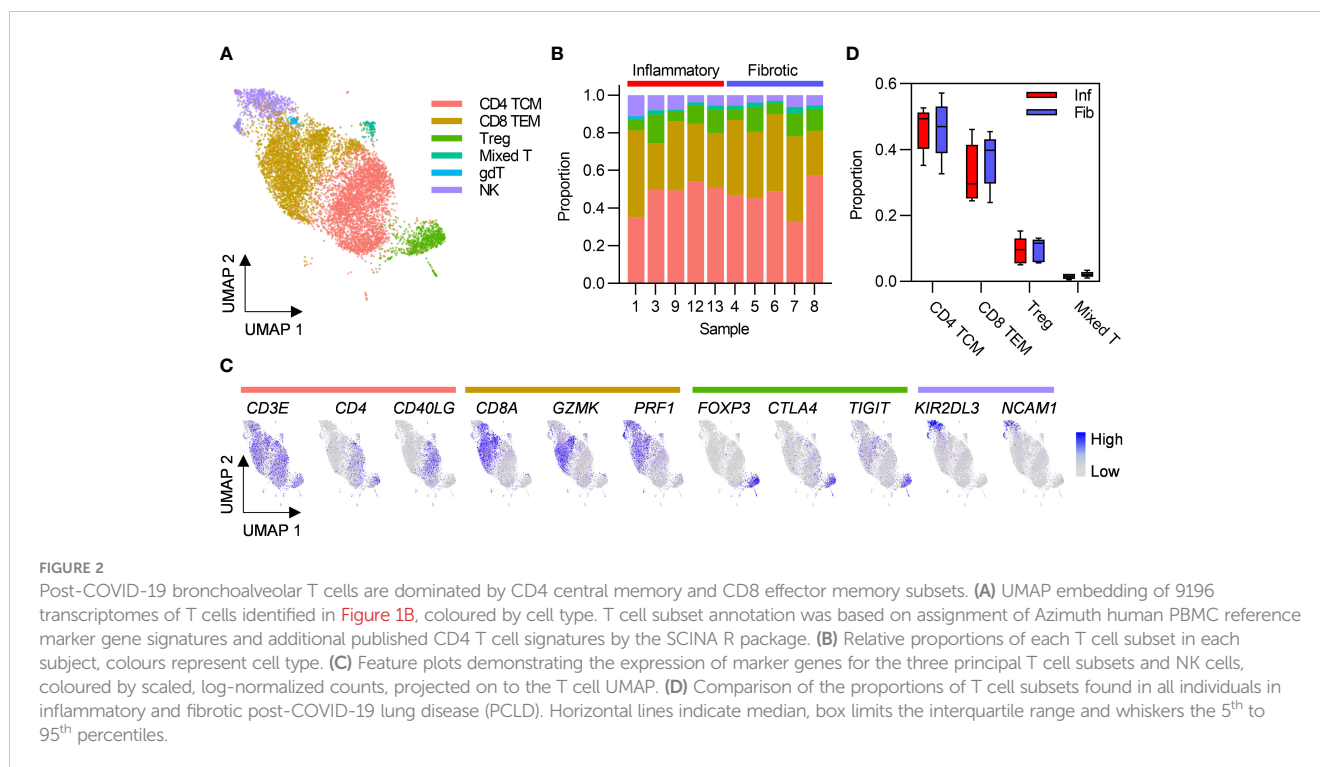 A
CD4 TCM
CD8 TEM
Treg
Mixed T
gdT
NK
UMAP 2
UMAP 1
B
Inflammatory Fibrotic
1.0
0.8
0.6
0.4
0.2
0.0
Proportion
1 3 9 12 13 4 5 6 7 8
Sample
D
0.6
0.4
0.2
0.0
Proportion
Inf
Fib
CD4 TCM
CD8 TEM
Treg
Mixed T
C
CD3E CD4 CD40LG CD8A GZMK PRF1 FOXP3 CTLA4 TIGIT KIR2DL3 NCAM1
High
Low
UMAP 2
UMAP 1
FIGURE 2
Post-COVID-19 bronchoalveolar T cells are dominated by CD4 central memory and CD8 effector memory subsets. (A) UMAP embedding of 9196
transcriptomes of T cells identified in Figure 1B, coloured by cell type. T cell subset annotation was based on assignment of Azimuth human PBMC reference
marker gene signatures and additional published CD4 T cell signatures by the SCINA R package. (B) Relative proportions of each T cell subset in each
subject, colours represent cell type. (C) Feature plots demonstrating the expression of marker genes for the three principal T cell subsets and NK cells,
coloured by scaled, log-normalized counts, projected on to the T cell UMAP. (D) Comparison of the proportions of T cell subsets found in all individuals in
inflammatory and fibrotic post-COVID-19 lung disease (PCLD). Horizontal lines indicate median, box limits the interquartile range and whiskers the 5th to
95th percentiles.